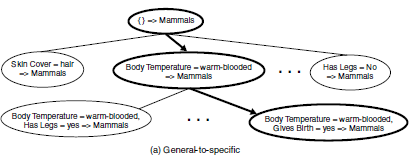 { } => Mammals
Skin Cover = hair
=> Mammals
Body Temperature = warm-blooded
=> Mammals
. . .
Has Legs = No
=> Mammals
Body Temperature = warm-blooded,
Has Legs = yes => Mammals
. . .
Body Temperature = warm-blooded,
Gives Birth = yes => Mammals
(a) General-to-specific